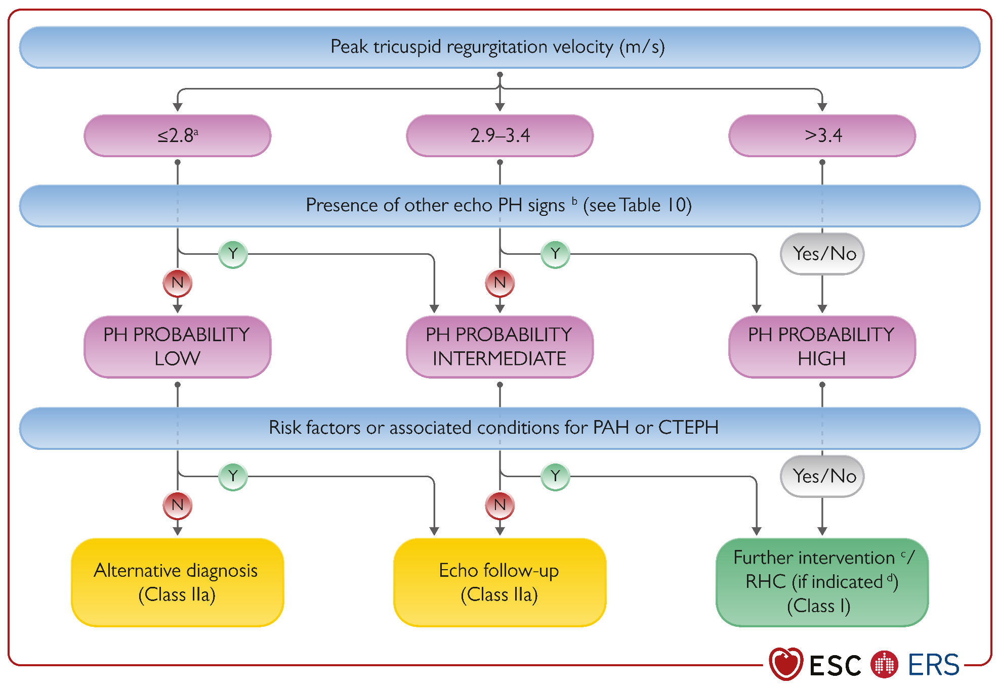 Peak tricuspid regurgitation velocity (m/s)
≤2.8ᵃ
2.9–3.4
>3.4
Presence of other echo PH signs ᵇ (see Table 10)
Y
Y
Yes/No
N
N
PH PROBABILITY
LOW
PH PROBABILITY
INTERMEDIATE
PH PROBABILITY
HIGH
Risk factors or associated conditions for PAH or CTEPH
Y
Y
Yes/No
N
N
Alternative diagnosis
(Class IIa)
Echo follow-up
(Class IIa)
Further intervention ᶜ/
RHC (if indicated ᵈ)
(Class I)
ESC
ERS